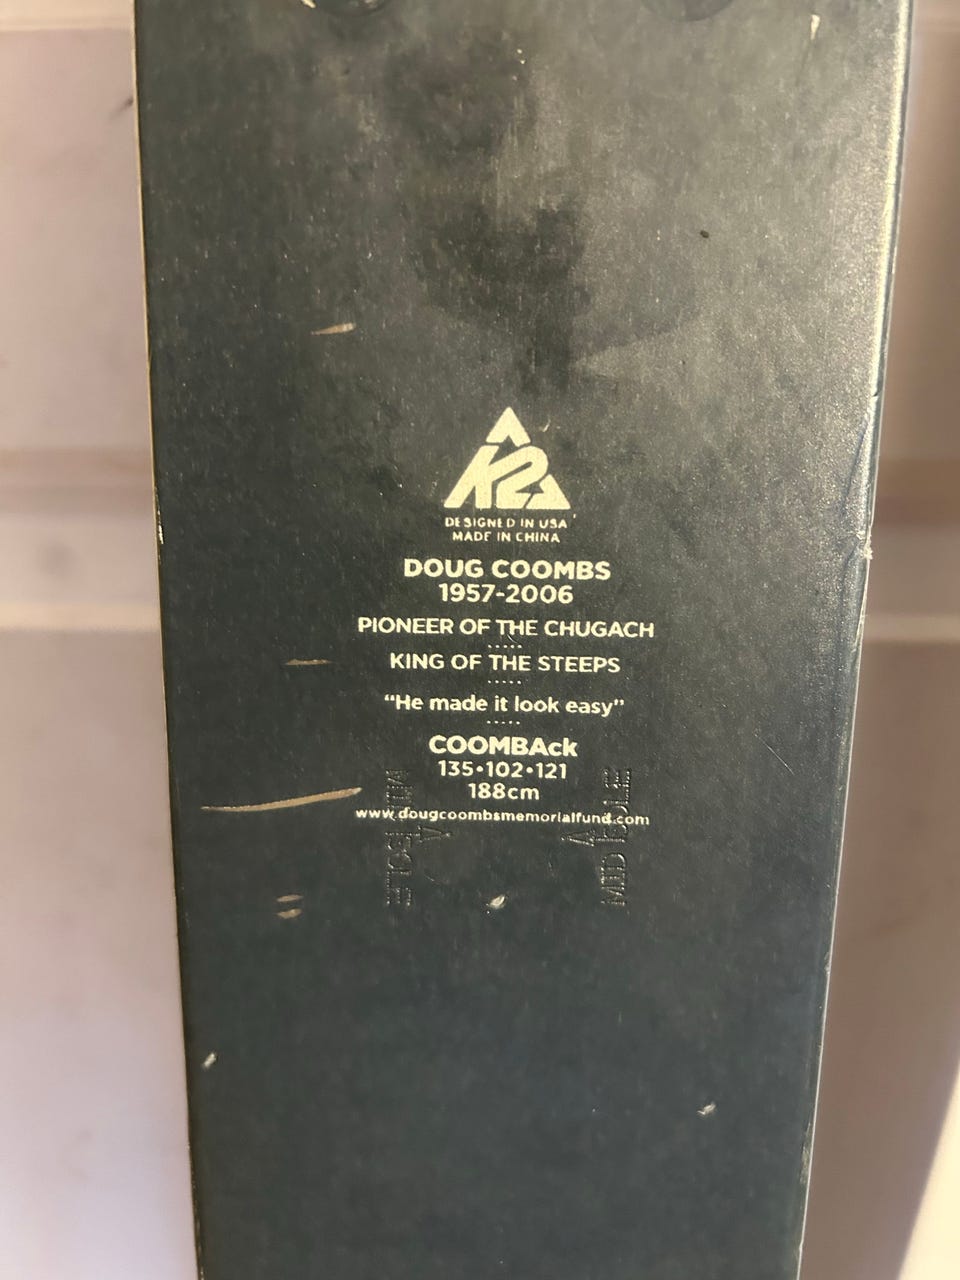 K2
DESIGNED IN USA
MADE IN CHINA
DOUG COOMBS
1957-2006
PIONEER OF THE CHUGACH
KING OF THE STEEPS
“He made it look easy”
COOMBAck
135•102•121
188cm
www.dougcoombsmemorialfund.com
MID SOLE
MID SOLE